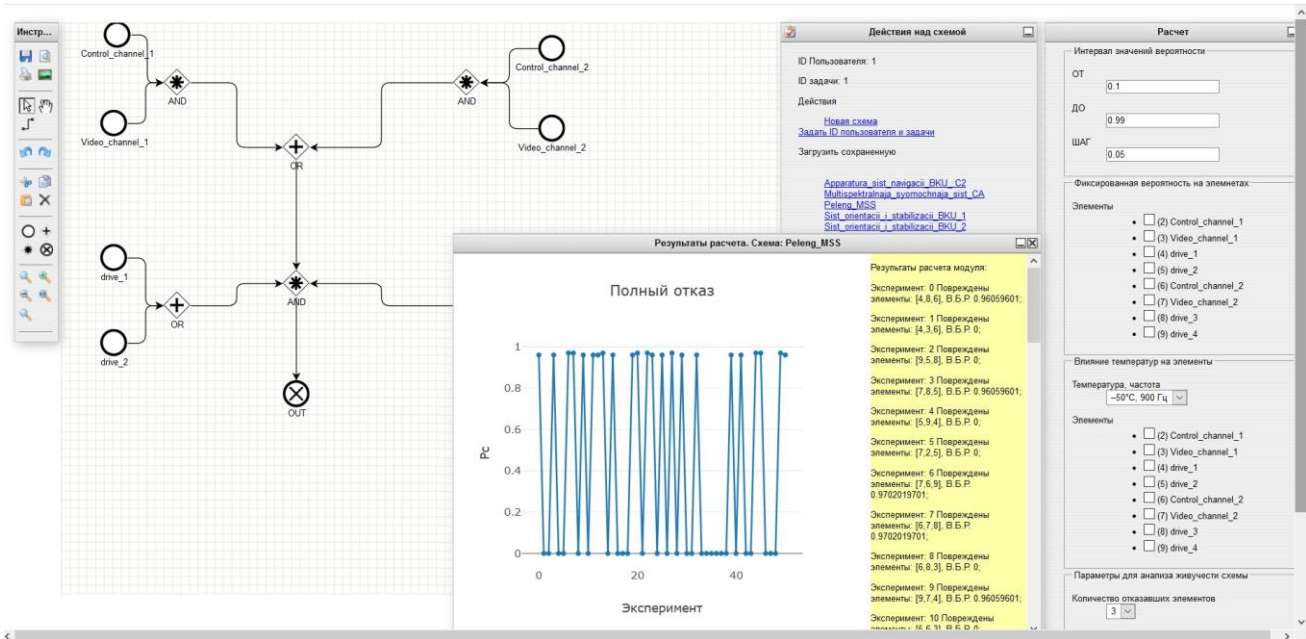 Инстр...
Control_channel_1
AND
Video_channel_1
OR
Control_channel_2
AND
Video_channel_2
drive_1
OR
drive_2
AND
OUT
Действия над схемой
ID Пользователя: 1
ID задачи: 1
Действия
Новая схема
Задать ID пользователя и задачи
Загрузить сохраненную
Apparatura_sist_navigacii_BKU_ C2
Multispektralnaja_syomochnaja_sist_CA
Peleng_MSS
Sist_orientacii_i_stabilizacii_BKU_1
Sist_orientacii_i_stabilizacii_BKU_2
Результаты расчета. Схема: Peleng_MSS
Полный отказ
1
0.8
0.6
0.4
0.2
0
Pc
0
20
40
Эксперимент
Результаты расчета модуля:
Эксперимент: 0 Повреждены
элементы: [4,8,6], В.Б.Р. 0.96059601;
Эксперимент: 1 Повреждены
элементы: [4,3,6], В.Б.Р. 0;
Эксперимент: 2 Повреждены
элементы: [9,5,8], В.Б.Р. 0;
Эксперимент: 3 Повреждены
элементы: [7,8,5], В.Б.Р. 0.96059601;
Эксперимент: 4 Повреждены
элементы: [5,9,4], В.Б.Р. 0;
Эксперимент: 5 Повреждены
элементы: [7,2,5], В.Б.Р. 0;
Эксперимент: 6 Повреждены
элементы: [7,6,9], В.Б.Р.
0.9702019701;
Эксперимент: 7 Повреждены
элементы: [6,7,8], В.Б.Р.
0.9702019701;
Эксперимент: 8 Повреждены
элементы: [6,8,3], В.Б.Р. 0;
Эксперимент: 9 Повреждены
элементы: [9,7,4], В.Б.Р. 0.96059601;
Эксперимент: 10 Повреждены
Расчет
Интервал значений вероятности
ОТ
0.1
ДО
0.99
ШАГ
0.05
Фиксированная вероятность на элемнетах
Элементы
(2) Control_channel_1
(3) Video_channel_1
(4) drive_1
(5) drive_2
(6) Control_channel_2
(7) Video_channel_2
(8) drive_3
(9) drive_4
Влияние температур на элементы
Температура, частота
–50°C, 900 Гц
Элементы
(2) Control_channel_1
(3) Video_channel_1
(4) drive_1
(5) drive_2
(6) Control_channel_2
(7) Video_channel_2
(8) drive_3
(9) drive_4
Параметры для анализа живучести схемы
Количество отказавших элементов
3